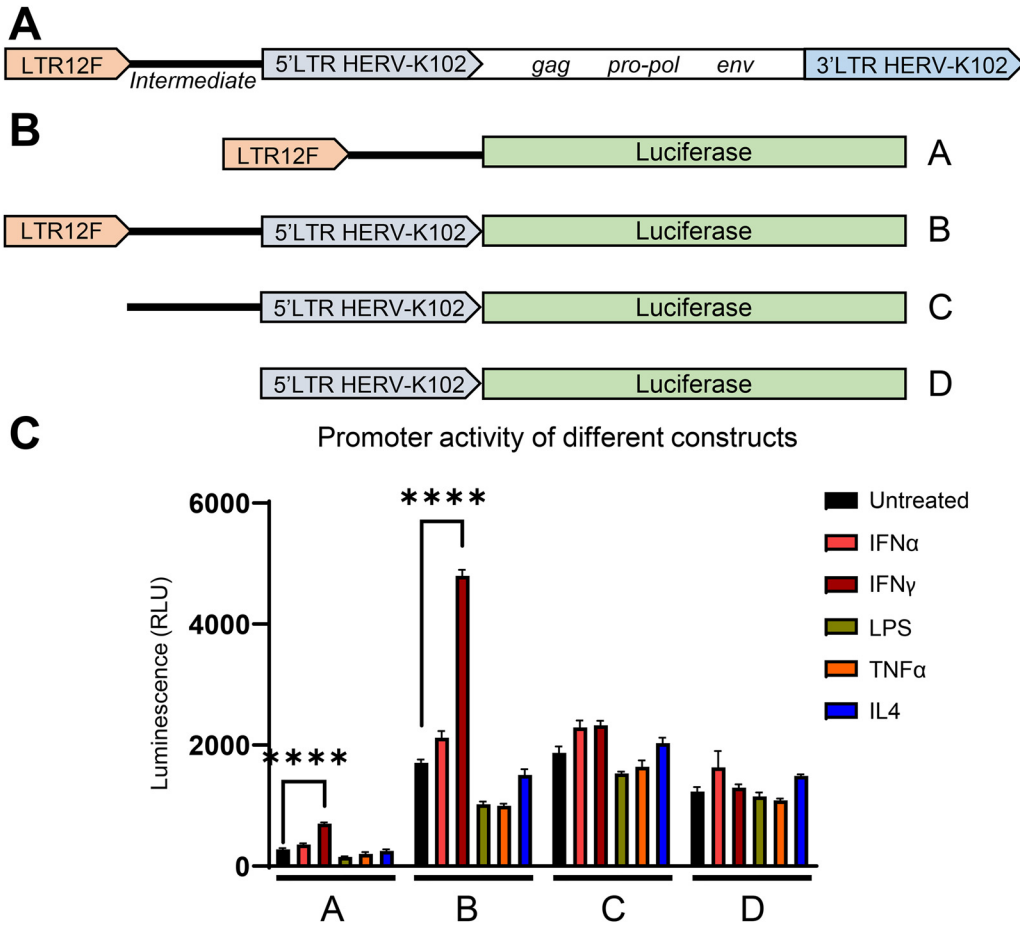 A
LTR12F
Intermediate
5'LTR HERV-K102
gag pro-pol env
3'LTR HERV-K102
B
LTR12F
Luciferase
A
LTR12F
5'LTR HERV-K102
Luciferase
B
5'LTR HERV-K102
Luciferase
C
5'LTR HERV-K102
Luciferase
D
C
Promoter activity of different constructs
Luminescence (RLU)
6000
4000
2000
0
****
****
A
B
C
D
Untreated
IFNα
IFNγ
LPS
TNFα
IL4